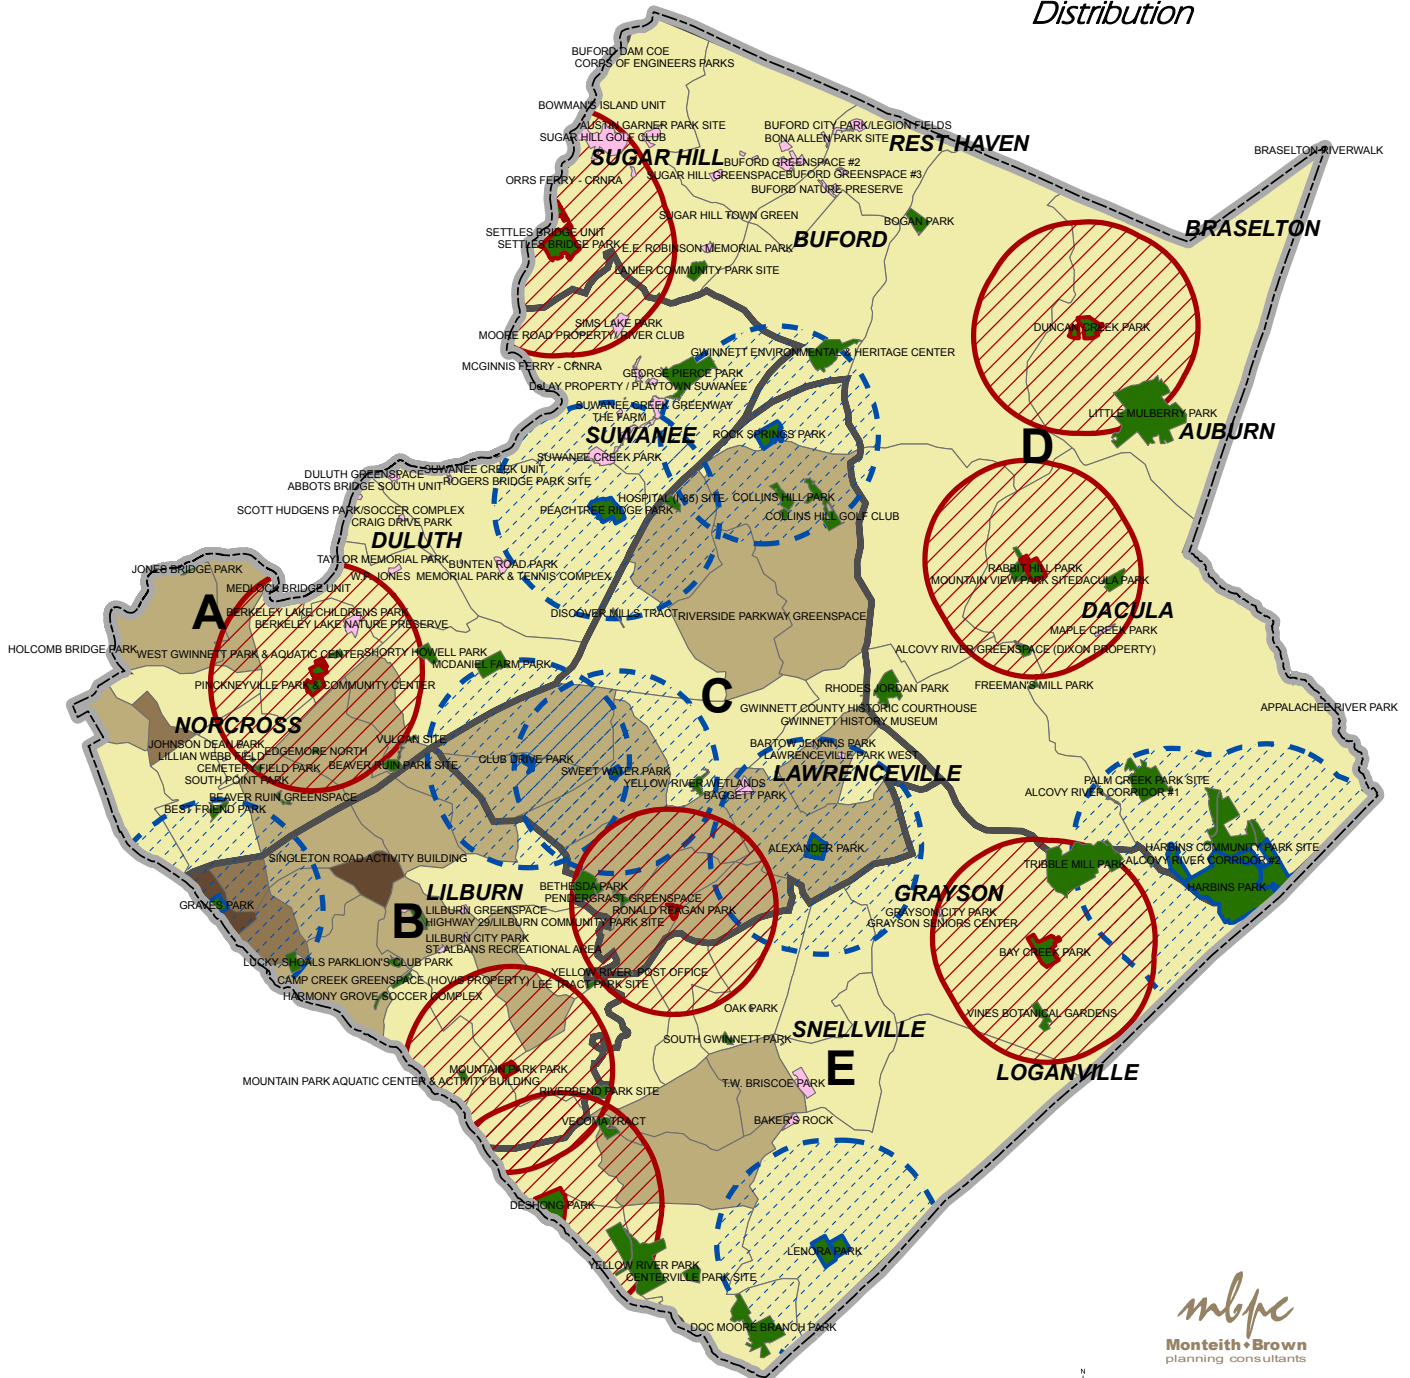 Distribution
BUFORD DAM COE
CORPS OF ENGINEERS PARKS
BOWMAN'S ISLAND UNIT
AUSTIN GARNER PARK SITE
SUGAR HILL GOLF CLUB
BUFORD CITY PARK/LEGION FIELDS
BONA ALLEN PARK SITE
REST HAVEN
BRASELTON RIVERWALK
SUGAR HILL
BUFORD GREENSPACE #2
SUGAR HILL GREENSPACE
BUFORD GREENSPACE #3
ORRS FERRY - CRNRA
BUFORD NATURE PRESERVE
SUGAR HILL TOWN GREEN
BOGAN PARK
BRASELTON
SETTLES BRIDGE UNIT
SETTLES BRIDGE PARK
E.E. ROBINSON MEMORIAL PARK
BUFORD
LANIER COMMUNITY PARK SITE
SIMS LAKE PARK
MOORE ROAD PROPERTY/ RIVER CLUB
DUNCAN CREEK PARK
GWINNETT ENVIRONMENTAL & HERITAGE CENTER
MCGINNIS FERRY - CRNRA
GEORGE PIERCE PARK
DeLAY PROPERTY / PLAYTOWN SUWANEE
SUWANEE CREEK GREENWAY
THE FARM
LITTLE MULBERRY PARK
SUWANEE
ROCK SPRINGS PARK
AUBURN
D
SUWANEE CREEK PARK
DULUTH GREENSPACE
SUWANEE CREEK UNIT
ABBOTS BRIDGE SOUTH UNIT
ROGERS BRIDGE PARK SITE
HOSPITAL (I-85) SITE
COLLINS HILL PARK
SCOTT HUDGENS PARK/SOCCER COMPLEX
PEACHTREE RIDGE PARK
COLLINS HILL GOLF CLUB
CRAIG DRIVE PARK
DULUTH
TAYLOR MEMORIAL PARK
BUNTEN ROAD PARK
JONES BRIDGE PARK
W.P. JONES MEMORIAL PARK & TENNIS COMPLEX
RABBIT HILL PARK
MOUNTAIN VIEW PARK SITE
DACULA PARK
MEDLOCK BRIDGE UNIT
A
BERKELEY LAKE CHILDRENS PARK
BERKELEY LAKE NATURE PRESERVE
DISCOVER MILLS TRACT
RIVERSIDE PARKWAY GREENSPACE
DACULA
MAPLE CREEK PARK
HOLCOMB BRIDGE PARK
WEST GWINNETT PARK & AQUATIC CENTER
SHORTY HOWELL PARK
MCDANIEL FARM PARK
ALCOVY RIVER GREENSPACE (DIXON PROPERTY)
PINCKNEYVILLE PARK & COMMUNITY CENTER
RHODES JORDAN PARK
FREEMAN'S MILL PARK
C
GWINNETT COUNTY HISTORIC COURTHOUSE
GWINNETT HISTORY MUSEUM
APPALACHEE RIVER PARK
NORCROSS
VULCAN SITE
JOHNSON DEAN PARK
LILLIAN WEBB FIELD
EDGEMORE NORTH
CEMETERY FIELD PARK
BEAVER RUIN PARK SITE
SOUTH POINT PARK
CLUB DRIVE PARK
SWEET WATER PARK
BARTOW JENKINS PARK
LAWRENCEVILLE PARK WEST
LAWRENCEVILLE
YELLOW RIVER WETLANDS
BAGGETT PARK
PALM CREEK PARK SITE
ALCOVY RIVER CORRIDOR #1
BEAVER RUIN GREENSPACE
BEST FRIEND PARK
SINGLETON ROAD ACTIVITY BUILDING
ALEXANDER PARK
HARBINS COMMUNITY PARK SITE
TRIBBLE MILL PARK
ALCOVY RIVER CORRIDOR #2
HARBINS PARK
LILBURN
BETHESDA PARK
PENDERGRAST GREENSPACE
GRAYSON
GRAVES PARK
B
LILBURN GREENSPACE
RONALD REAGAN PARK
GRAYSON CITY PARK
HIGHWAY 29/LILBURN COMMUNITY PARK SITE
GRAYSON SENIORS CENTER
LILBURN CITY PARK
ST ALBANS RECREATIONAL AREA
BAY CREEK PARK
LUCKY SHOALS PARK
LION'S CLUB PARK
YELLOW RIVER POST OFFICE
CAMP CREEK GREENSPACE (HOVIS PROPERTY)
LEE TRACT PARK SITE
HARMONY GROVE SOCCER COMPLEX
OAK PARK
VINES BOTANICAL GARDENS
SNELLVILLE
SOUTH GWINNETT PARK
E
LOGANVILLE
MOUNTAIN PARK PARK
MOUNTAIN PARK AQUATIC CENTER & ACTIVITY BUILDING
T.W. BRISCOE PARK
RIVERBEND PARK SITE
VECOMA TRACT
BAKER'S ROCK
DESHONG PARK
LENORA PARK
YELLOW RIVER PARK
CENTERVILLE PARK SITE
DOC MOORE BRANCH PARK
mbpc
Monteith Brown
planning consultants
N